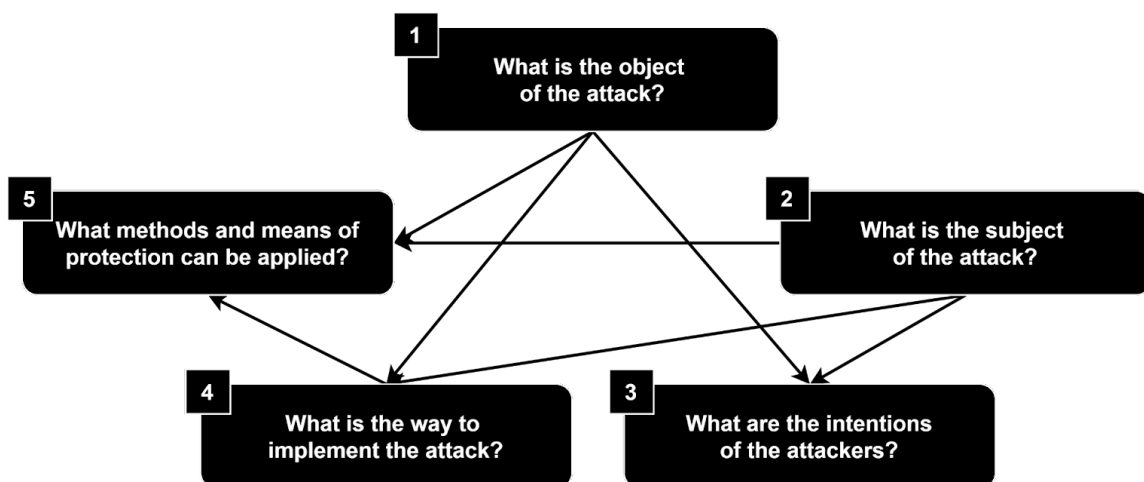 1
What is the object
of the attack?
5
What methods and means of
protection can be applied?
2
What is the subject
of the attack?
4
What is the way to
implement the attack?
3
What are the intentions
of the attackers?